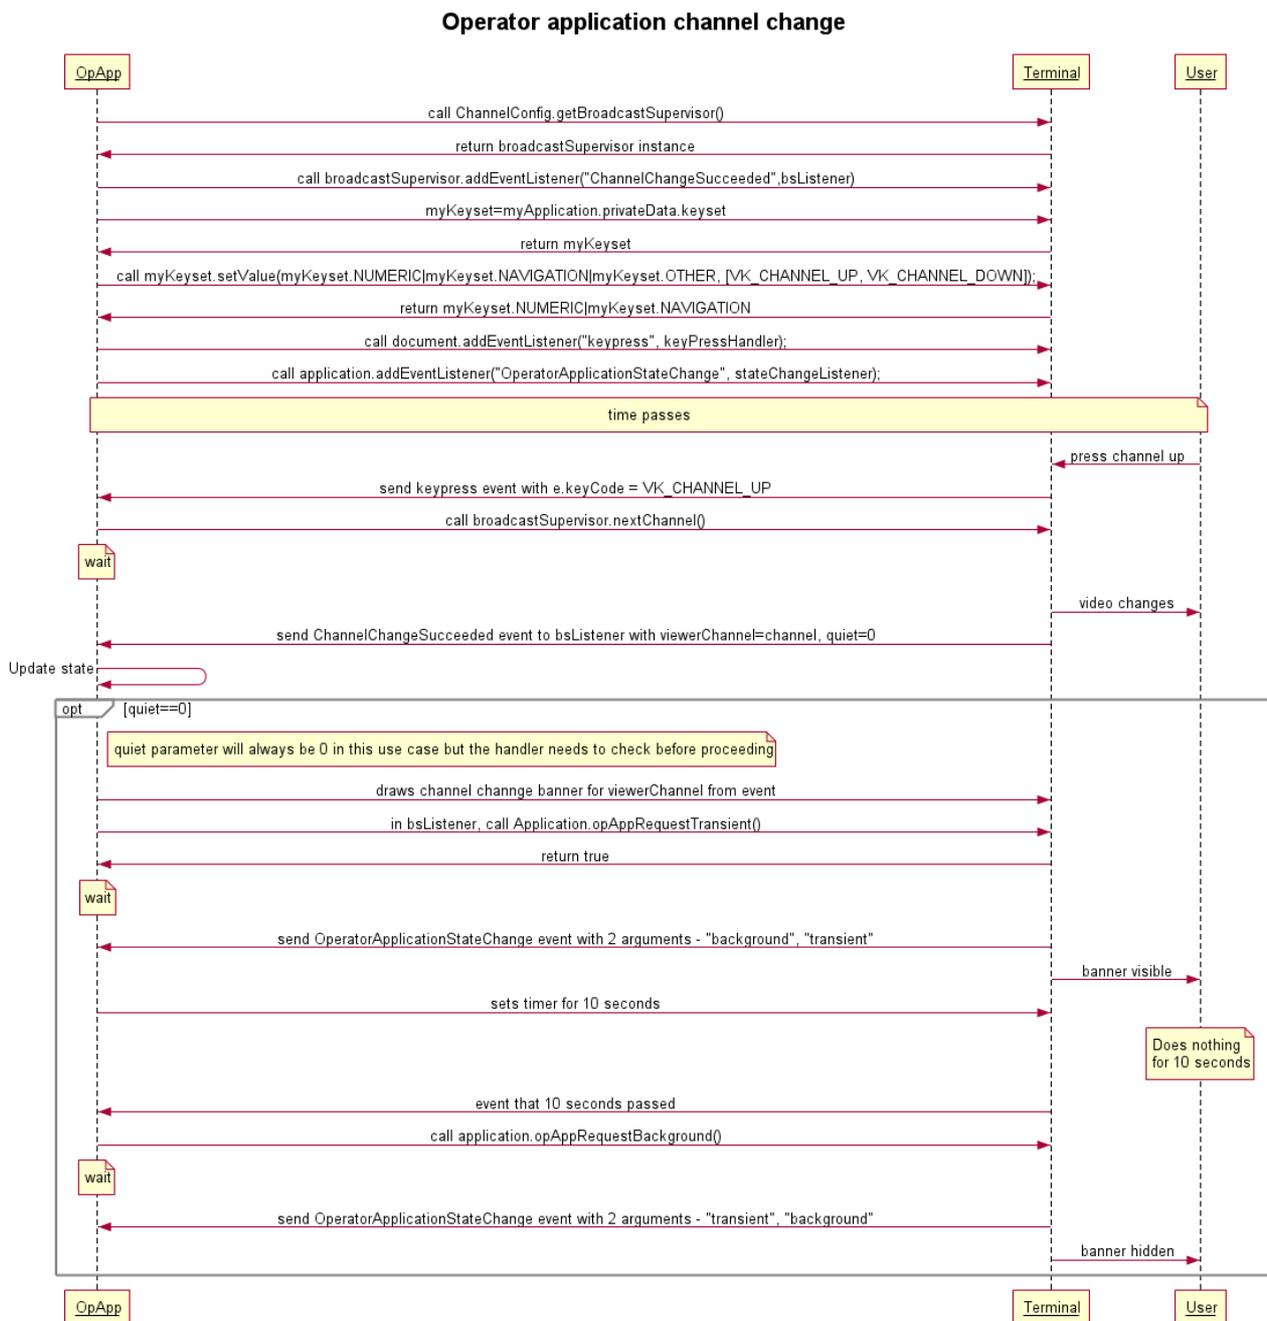 Operator application channel change
OpApp
Terminal
User
call ChannelConfig.getBroadcastSupervisor()
return broadcastSupervisor instance
call broadcastSupervisor.addEventListener("ChannelChangeSucceeded",bsListener)
myKeyset=myApplication.privateData.keyset
return myKeyset
call myKeyset.setValue(myKeyset.NUMERIC|myKeyset.NAVIGATION|myKeyset.OTHER, [VK_CHANNEL_UP, VK_CHANNEL_DOWN]);
return myKeyset.NUMERIC|myKeyset.NAVIGATION
call document.addEventListener("keypress", keyPressHandler);
call application.addEventListener("OperatorApplicationStateChange", stateChangeListener);
time passes
press channel up
send keypress event with e.keyCode = VK_CHANNEL_UP
call broadcastSupervisor.nextChannel()
wait
video changes
send ChannelChangeSucceeded event to bsListener with viewerChannel=channel, quiet=0
Update state
opt [quiet==0]
quiet parameter will always be 0 in this use case but the handler needs to check before proceeding
draws channel channge banner for viewerChannel from event
in bsListener, call Application.opAppRequestTransient()
return true
wait
send OperatorApplicationStateChange event with 2 arguments - "background", "transient"
banner visible
sets timer for 10 seconds
Does nothing
for 10 seconds
event that 10 seconds passed
call application.opAppRequestBackground()
wait
send OperatorApplicationStateChange event with 2 arguments - "transient", "background"
banner hidden
OpApp
Terminal
User